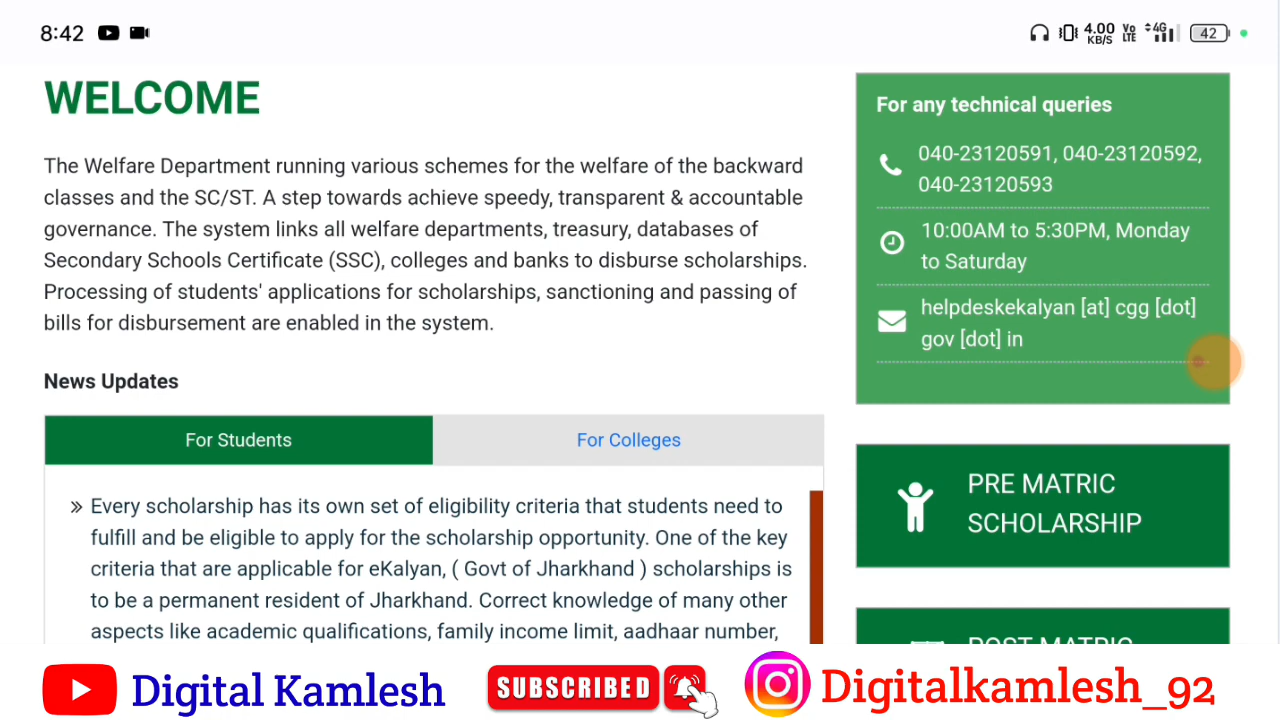 8:42
4.00
KB/S
Vo
LTE
4G
42
WELCOME
The Welfare Department running various schemes for the welfare of the backward
classes and the SC/ST. A step towards achieve speedy, transparent & accountable
governance. The system links all welfare departments, treasury, databases of
Secondary Schools Certificate (SSC), colleges and banks to disburse scholarships.
Processing of students' applications for scholarships, sanctioning and passing of
bills for disbursement are enabled in the system.
News Updates
For Students
For Colleges
» Every scholarship has its own set of eligibility criteria that students need to
fulfill and be eligible to apply for the scholarship opportunity. One of the key
criteria that are applicable for eKalyan, ( Govt of Jharkhand ) scholarships is
to be a permanent resident of Jharkhand. Correct knowledge of many other
aspects like academic qualifications, family income limit, aadhaar number,
For any technical queries
040-23120591, 040-23120592,
040-23120593
10:00AM to 5:30PM, Monday
to Saturday
helpdeskekalyan [at] cgg [dot]
gov [dot] in
PRE MATRIC
SCHOLARSHIP
POST MATRIC
Digital Kamlesh
SUBSCRIBED
Digitalkamlesh_92